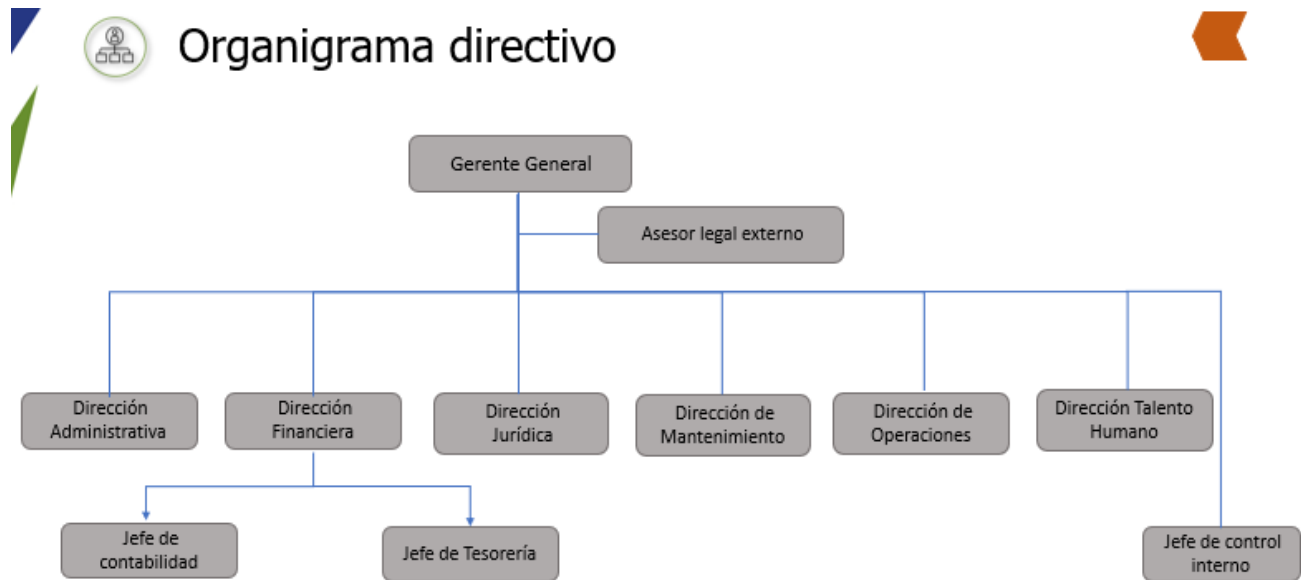 Organigrama directivo
Gerente General
Asesor legal externo
Dirección
Administrativa
Dirección
Financiera
Dirección
Jurídica
Dirección de
Mantenimiento
Dirección de
Operaciones
Dirección Talento
Humano
Jefe de
contabilidad
Jefe de Tesorería
Jefe de control
interno